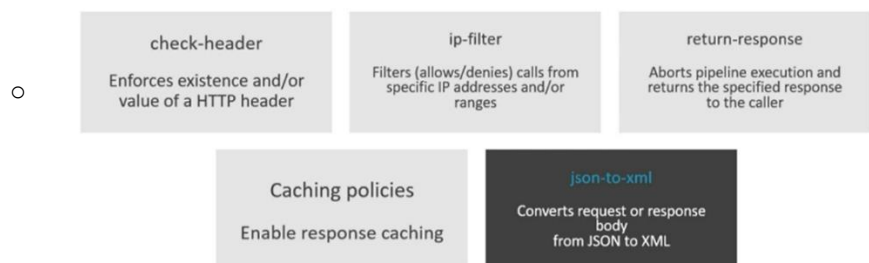 check-header
Enforces existence and/or
value of a HTTP header
ip-filter
Filters (allows/denies) calls from
specific IP addresses and/or
ranges
return-response
Aborts pipeline execution and
returns the specified response
to the caller
Caching policies
Enable response caching
json-to-xml
Converts request or response
body
from JSON to XML